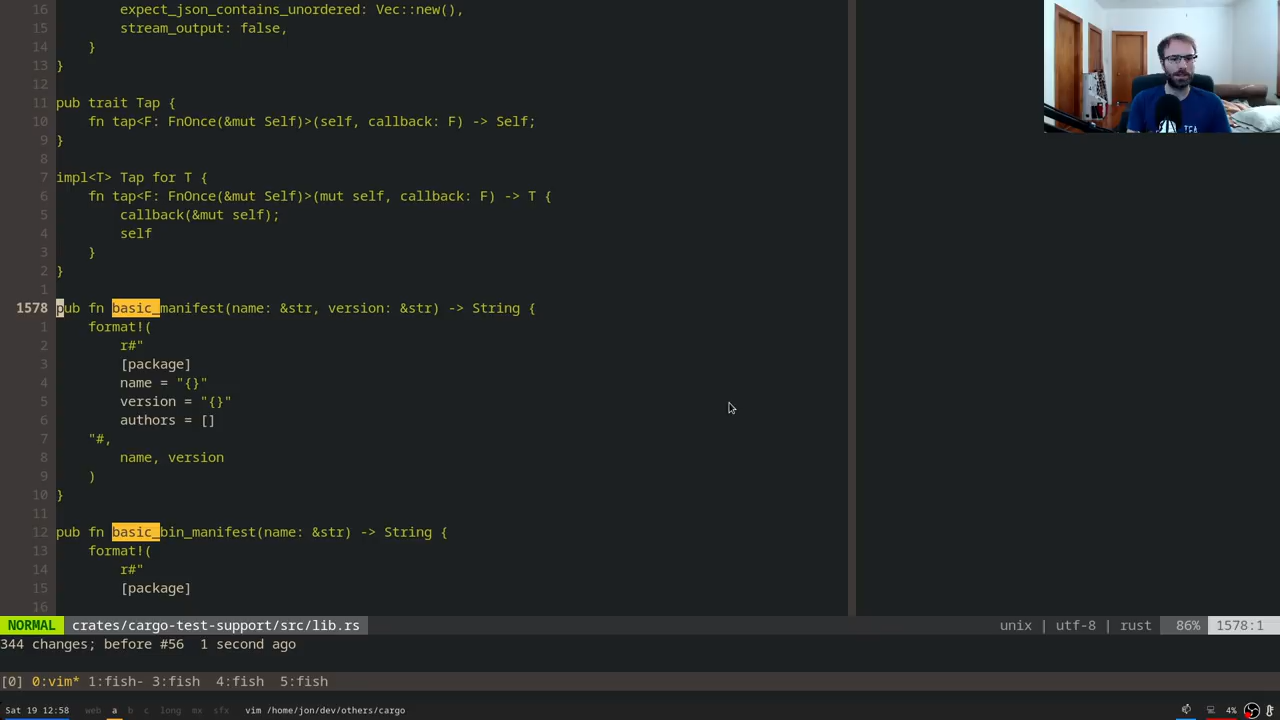 16 expect_json_contains_unordered: Vec::new(),
15 stream_output: false,
14 }
13 }
12
11 pub trait Tap {
10 fn tap<F: FnOnce(&mut Self)>(self, callback: F) -> Self;
9 }
8
7 impl<T> Tap for T {
6 fn tap<F: FnOnce(&mut Self)>(mut self, callback: F) -> T {
5 callback(&mut self);
4 self
3 }
2 }
1
1578 pub fn basic_manifest(name: &str, version: &str) -> String {
1 format!(
2 r#"
3 [package]
4 name = "{}"
5 version = "{}"
6 authors = []
7 "#,
8 name, version
9 )
10 }
11
12 pub fn basic_bin_manifest(name: &str) -> String {
13 format!(
14 r#"
15 [package]
16
NORMAL crates/cargo-test-support/src/lib.rs unix | utf-8 | rust 86% 1578:1
344 changes; before #56 1 second ago
[0] 0:vim* 1:fish- 3:fish 4:fish 5:fish
Sat 19 12:58 web a b c long mx sfx vim /home/jon/dev/others/cargo 4%